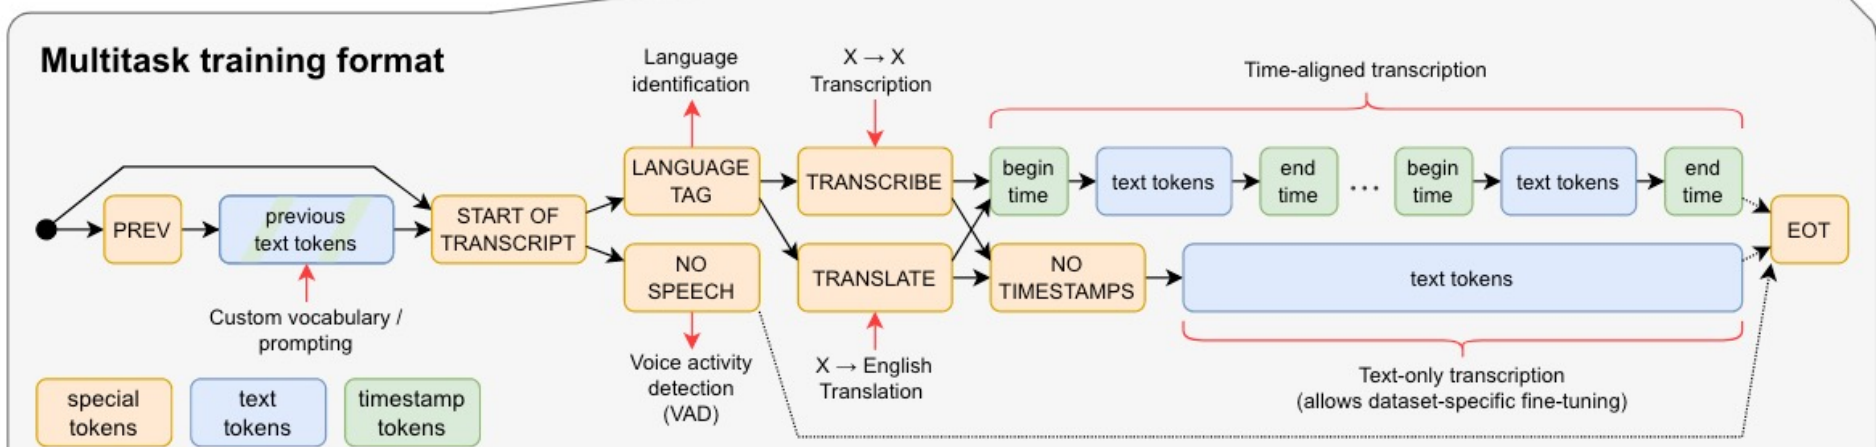 Multitask training format
Language
identification
X → X
Transcription
Time-aligned transcription
PREV
previous
text tokens
START OF
TRANSCRIPT
LANGUAGE
TAG
NO
SPEECH
TRANSCRIBE
TRANSLATE
begin
time
text tokens
end
time
...
begin
time
text tokens
end
time
NO
TIMESTAMPS
text tokens
EOT
Custom vocabulary /
prompting
Voice activity
detection
(VAD)
X → English
Translation
Text-only transcription
(allows dataset-specific fine-tuning)
special
tokens
text
tokens
timestamp
tokens